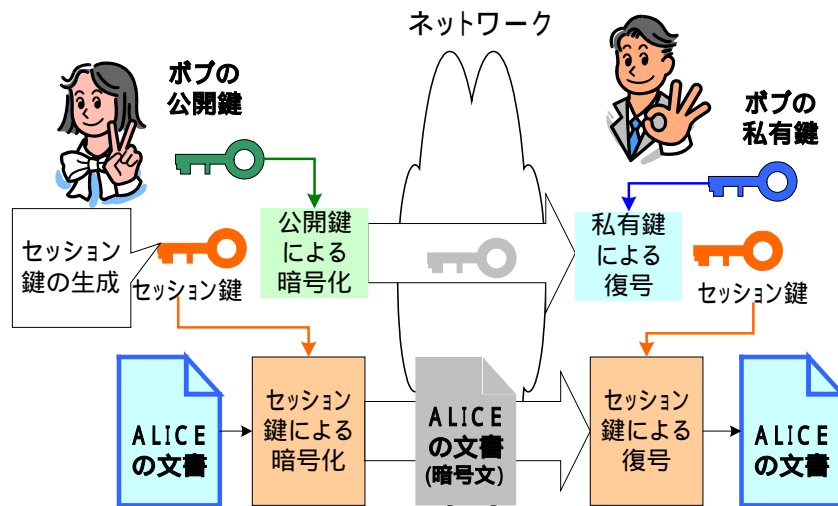 ネットワーク
ボブの
公開鍵
ボブの
私有鍵
セッション
鍵の生成
セッション鍵
公開鍵
による
暗号化
私有鍵
による
復号
セッション鍵
ALICE
の文書
セッション
鍵による
暗号化
ALICE
の文書
(暗号文)
セッション
鍵による
復号
ALICE
の文書